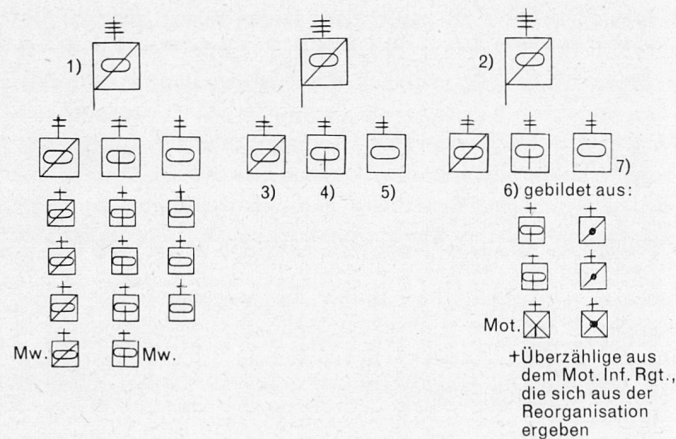 1)
2)
3) 4) 5)
7)
6) gebildet aus:
Mot.
Mw. Mw.
+Überzählige aus
dem Mot. Inf. Rgt.,
die sich aus der
Reorganisation
ergeben